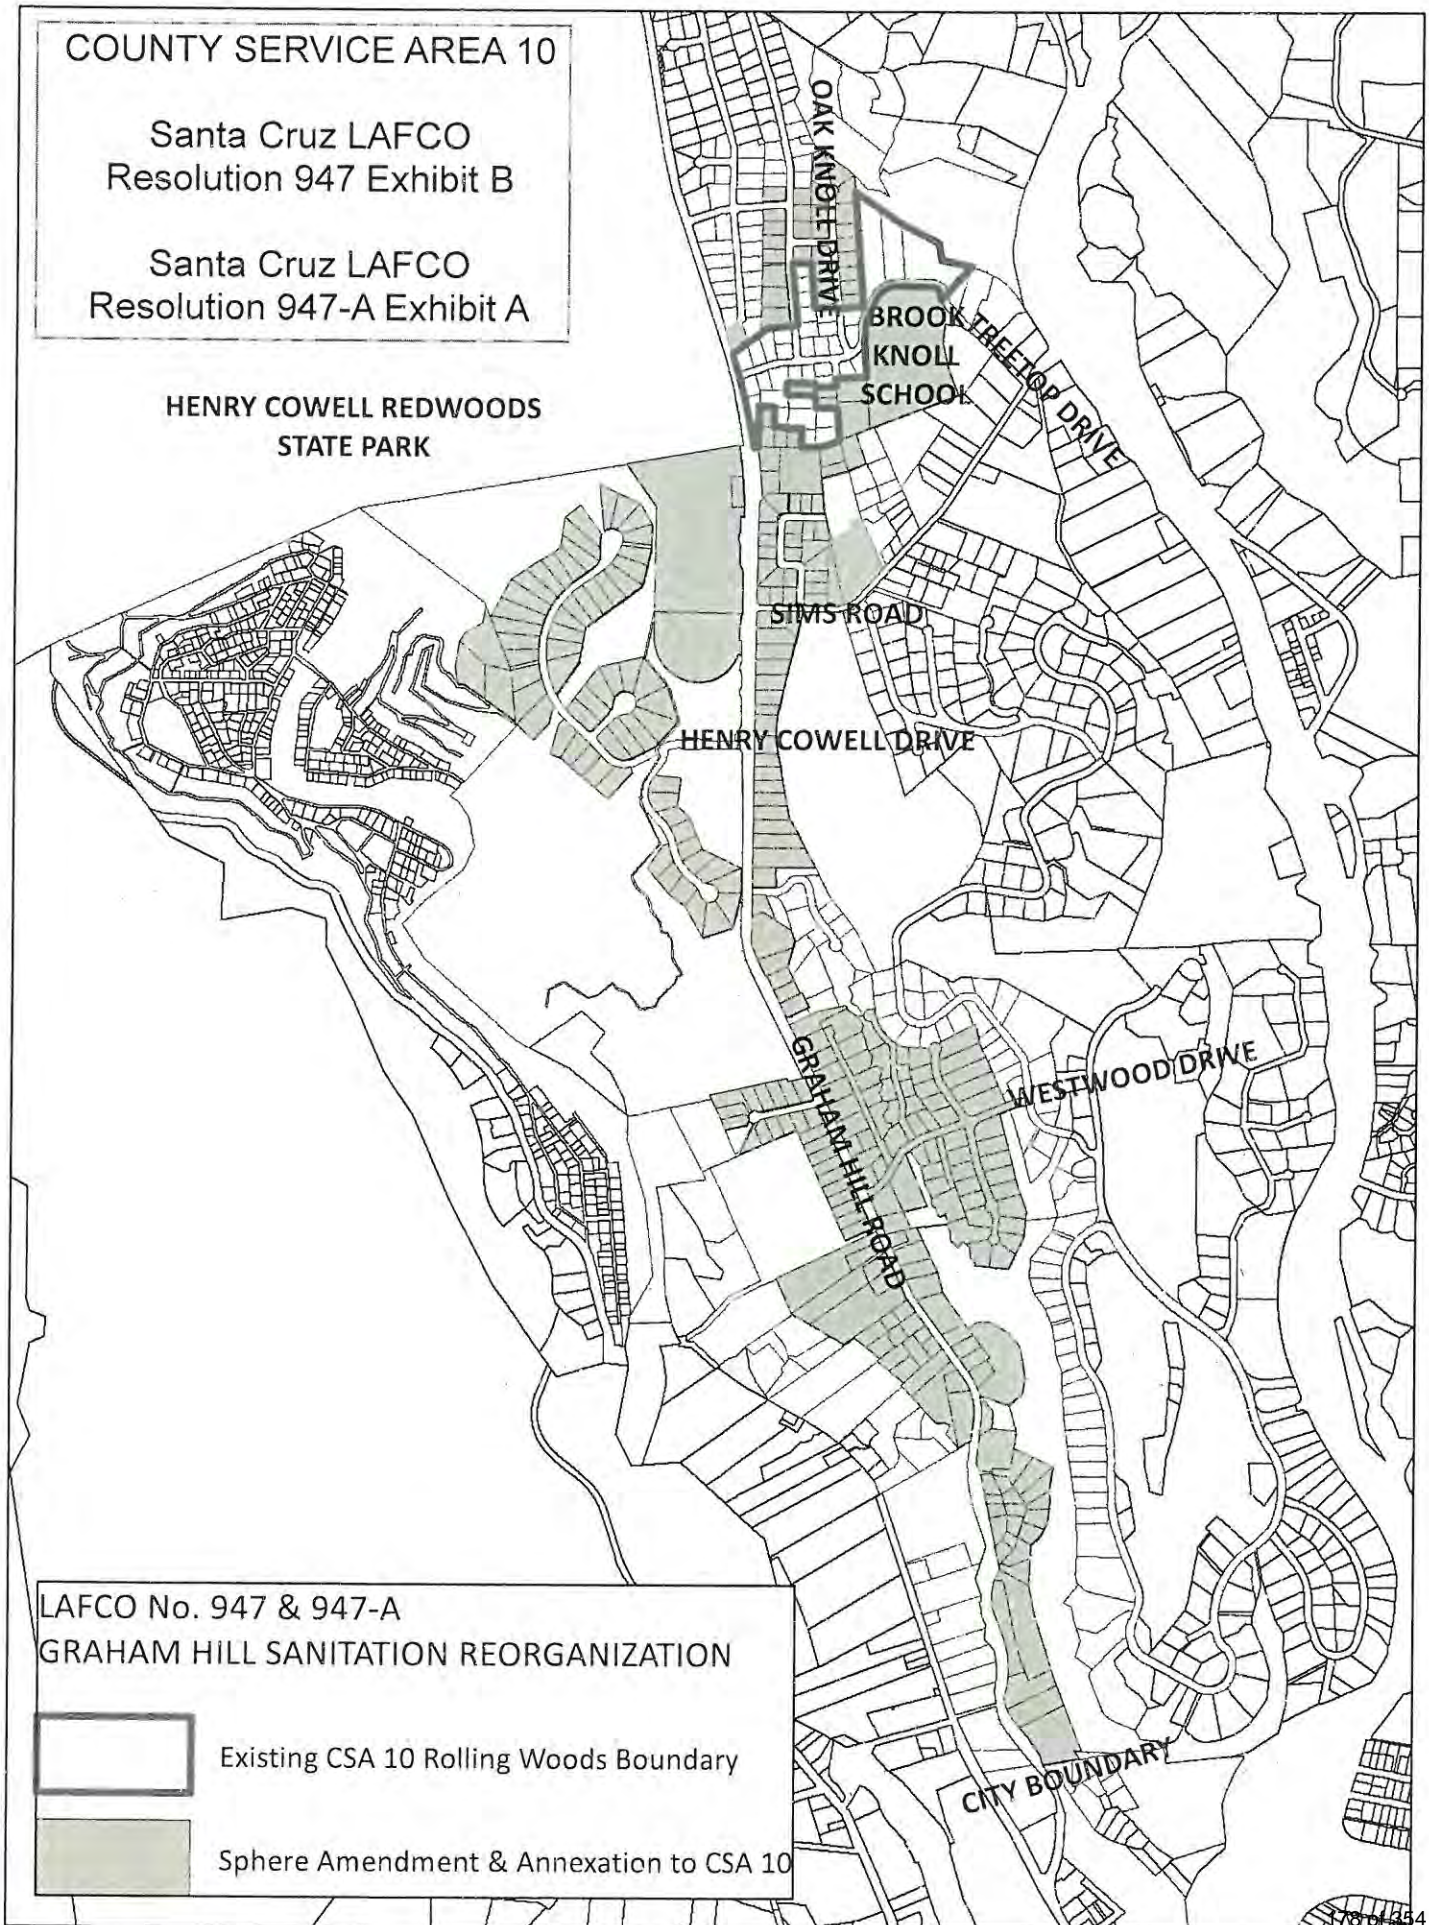 COUNTY SERVICE AREA 10
Santa Cruz LAFCO
Resolution 947 Exhibit B
Santa Cruz LAFCO
Resolution 947-A Exhibit A
OAK KNOLL DRIVE
BROOK
KNOLL
SCHOOL
TREETOP DRIVE
HENRY COWELL REDWOODS
STATE PARK
SIMS ROAD
HENRY COWELL DRIVE
GRAHAM HILL ROAD
WESTWOOD DRIVE
CITY BOUNDARY
LAFCO No. 947 & 947-A
GRAHAM HILL SANITATION REORGANIZATION
Existing CSA 10 Rolling Woods Boundary
Sphere Amendment & Annexation to CSA 10
of 354